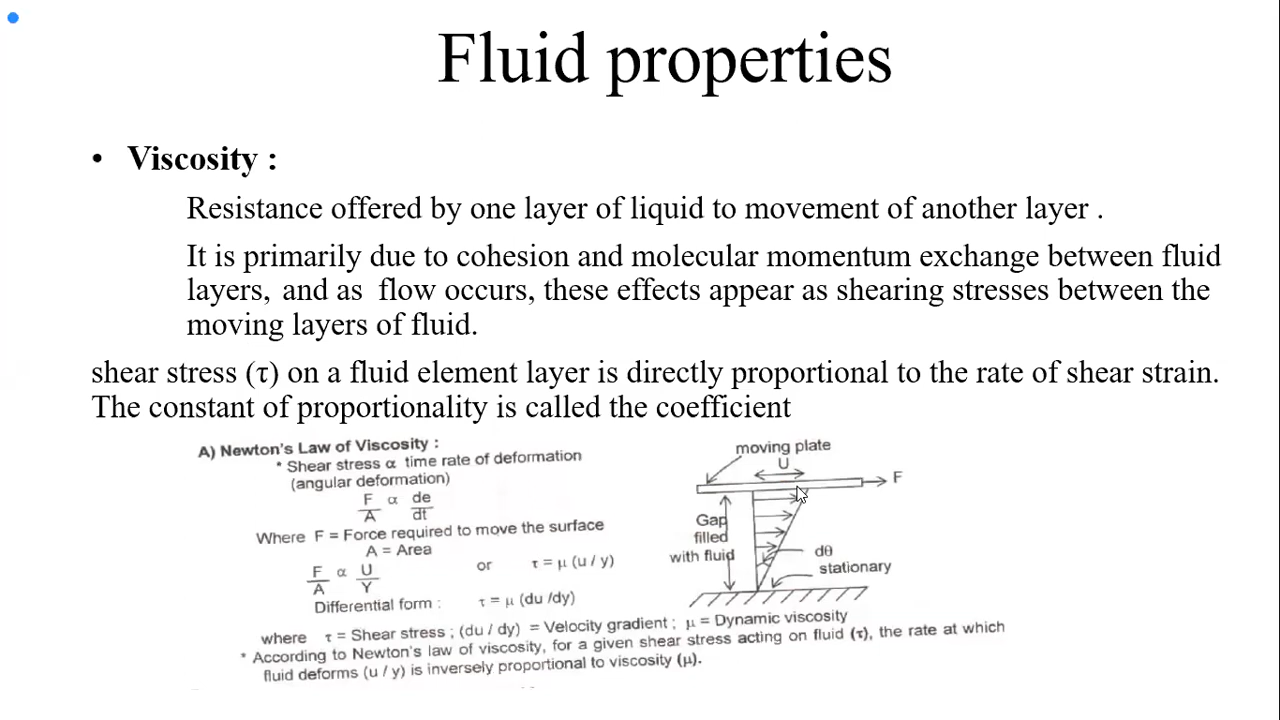 Fluid properties
• Viscosity :
Resistance offered by one layer of liquid to movement of another layer .
It is primarily due to cohesion and molecular momentum exchange between fluid
layers, and as flow occurs, these effects appear as shearing stresses between the
moving layers of fluid.
shear stress (τ) on a fluid element layer is directly proportional to the rate of shear strain.
The constant of proportionality is called the coefficient
A) Newton's Law of Viscosity :
* Shear stress α time rate of deformation
(angular deformation)
F/A α de/dt
Where F = Force required to move the surface
A = Area
F/A α U/Y or τ = μ (u / y)
Differential form : τ = μ (du /dy)
where τ = Shear stress ; (du / dy) = Velocity gradient ; μ = Dynamic viscosity
* According to Newton's law of viscosity, for a given shear stress acting on fluid (τ), the rate at which
fluid deforms (u / y) is inversely proportional to viscosity (μ).
moving plate
U
F
Gap
filled
with fluid
dθ
stationary